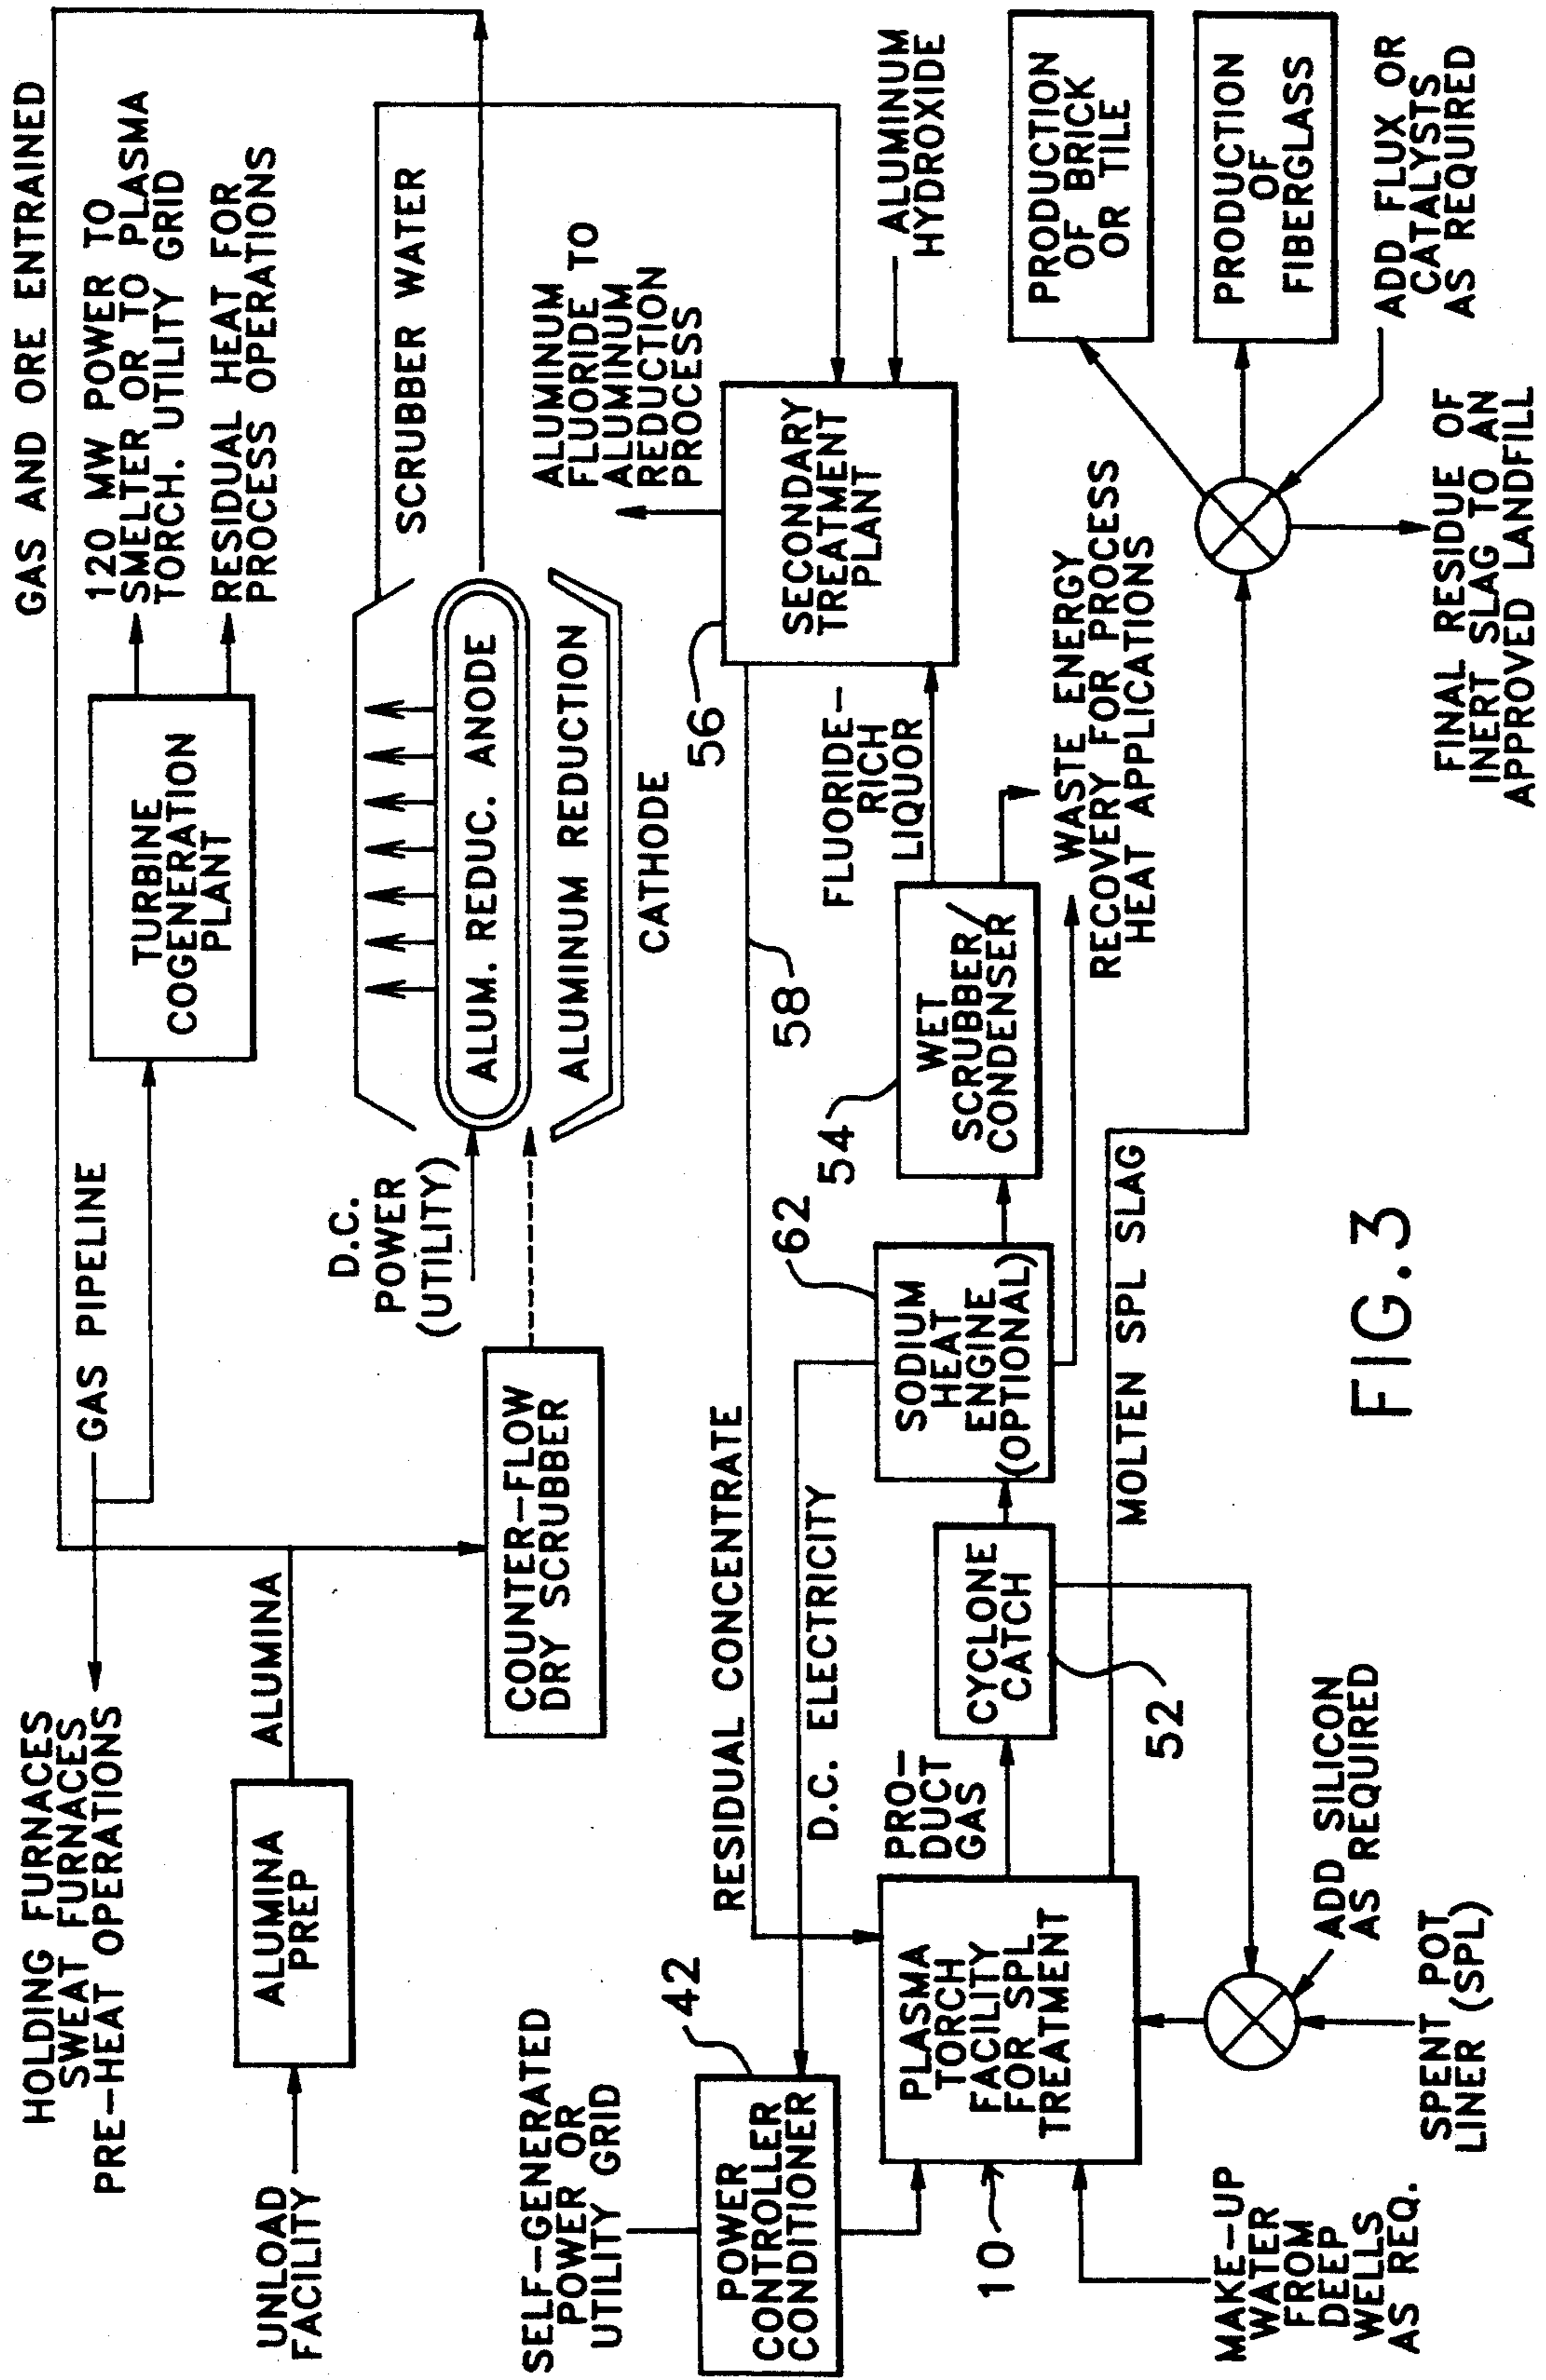 HOLDING FURNACES
SWEAT FURNACES
PRE-HEAT OPERATIONS
GAS PIPELINE
GAS AND ORE ENTRAINED
TURBINE
COGENERATION
PLANT
120 MW POWER TO
SMELTER OR TO PLASMA
TORCH. UTILITY GRID
RESIDUAL HEAT FOR
PROCESS OPERATIONS
UNLOAD
FACILITY
ALUMINA
PREP
ALUMINA
COUNTER-FLOW
DRY SCRUBBER
D.C.
POWER
(UTILITY)
ALUM. REDUC. ANODE
ALUMINUM REDUCTION
CATHODE
SCRUBBER WATER
ALUMINUM
FLUORIDE TO
ALUMINUM
REDUCTION
PROCESS
SELF-GENERATED
POWER OR
UTILITY GRID
42
POWER
CONTROLLER
CONDITIONER
RESIDUAL CONCENTRATE
D.C. ELECTRICITY
58
56
SECONDARY
TREATMENT
PLANT
ALUMINUM
HYDROXIDE
10
PLASMA
TORCH
FACILITY
FOR SPL
TREATMENT
PRO-
DUCT
GAS
CYCLONE
CATCH
52
62
SODIUM
HEAT
ENGINE
(OPTIONAL)
54
WET
SCRUBBER/
CONDENSER
FLUORIDE-
RICH
LIQUOR
WASTE ENERGY
RECOVERY FOR PROCESS
HEAT APPLICATIONS
MOLTEN SPL SLAG
MAKE-UP
WATER
FROM
DEEP
WELLS
AS REQ.
SPENT POT
LINER (SPL)
ADD SILICON
AS REQUIRED
PRODUCTION
OF BRICK
OR TILE
PRODUCTION
OF
FIBERGLASS
ADD FLUX OR
CATALYSTS
AS REQUIRED
FINAL RESIDUE OF
INERT SLAG TO AN
APPROVED LANDFILL
FIG.3